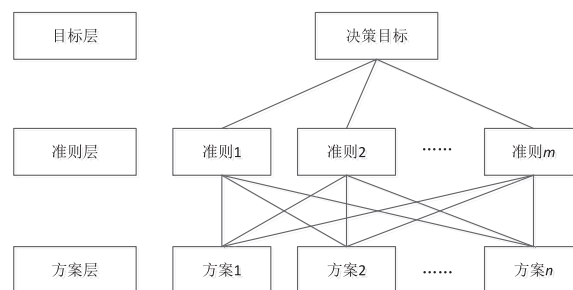 目标层 决策目标
准则层 准则1 准则2 …… 准则m
方案层 方案1 方案2 …… 方案n